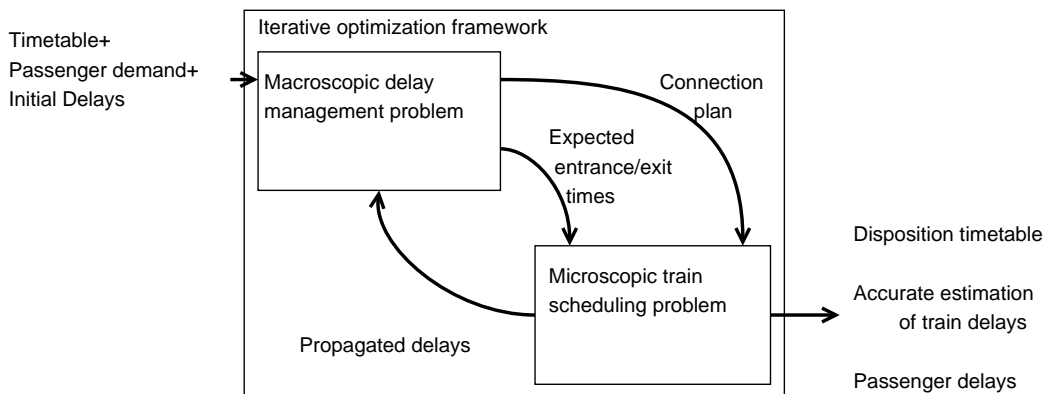 Iterative optimization framework
Timetable+
Passenger demand+
Initial Delays
Macroscopic delay
management problem
Connection
plan
Expected
entrance/exit
times
Microscopic train
scheduling problem
Propagated delays
Disposition timetable
Accurate estimation
of train delays
Passenger delays